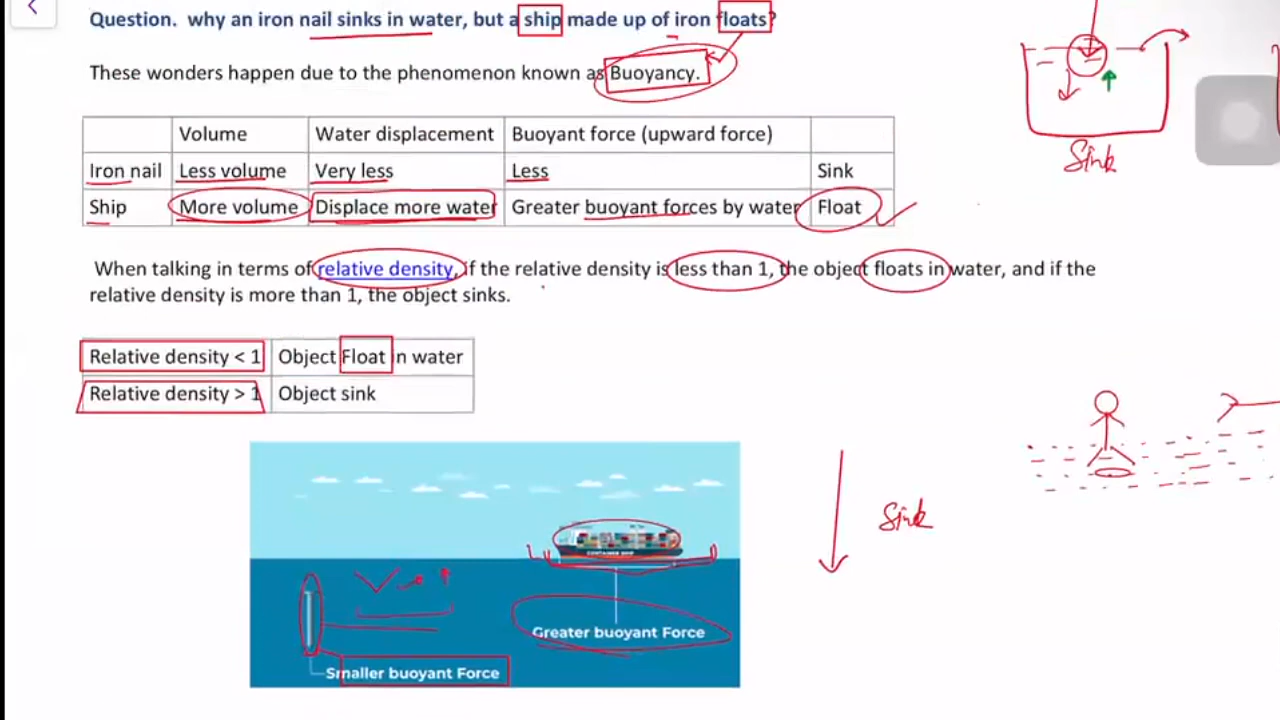 Question. why an iron nail sinks in water, but a ship made up of iron floats?
These wonders happen due to the phenomenon known as Buoyancy.
Volume Water displacement Buoyant force (upward force)
Iron nail Less volume Very less Less Sink
Ship More volume Displace more water Greater buoyant forces by water Float
Sink
When talking in terms of relative density, if the relative density is less than 1, the object floats in water, and if the
relative density is more than 1, the object sinks.
Relative density < 1 Object Float in water
Relative density > 1 Object sink
Sink
CONTAINER SHIP
Greater buoyant Force
Smaller buoyant Force